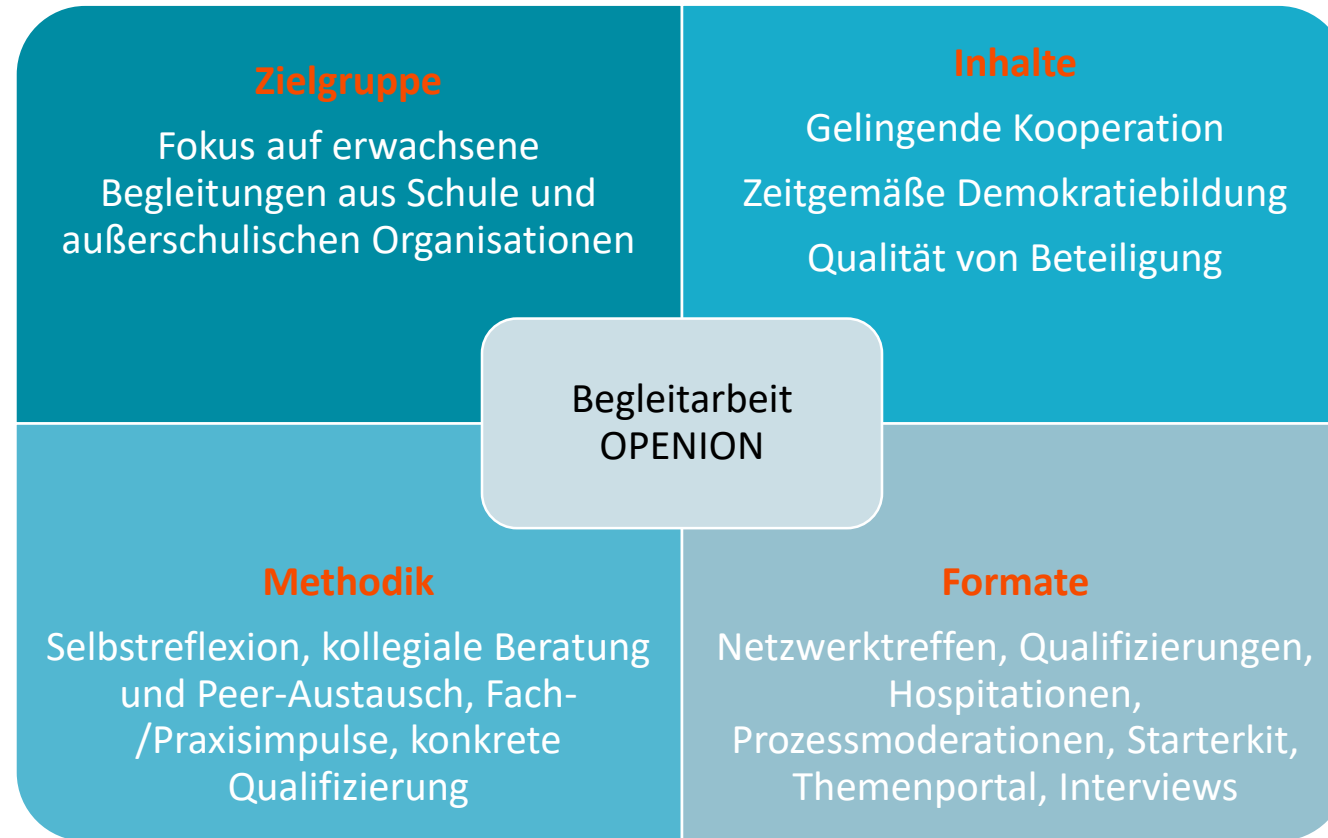 Zielgruppe
Fokus auf erwachsene
Begleitungen aus Schule und
außerschulischen Organisationen
Inhalte
Gelingende Kooperation
Zeitgemäße Demokratiebildung
Qualität von Beteiligung
Begleitarbeit
OPENION
Methodik
Selbstreflexion, kollegiale Beratung
und Peer-Austausch, Fach-
/Praxisimpulse, konkrete
Qualifizierung
Formate
Netzwerktreffen, Qualifizierungen,
Hospitationen,
Prozessmoderationen, Starterkit,
Themenportal, Interviews